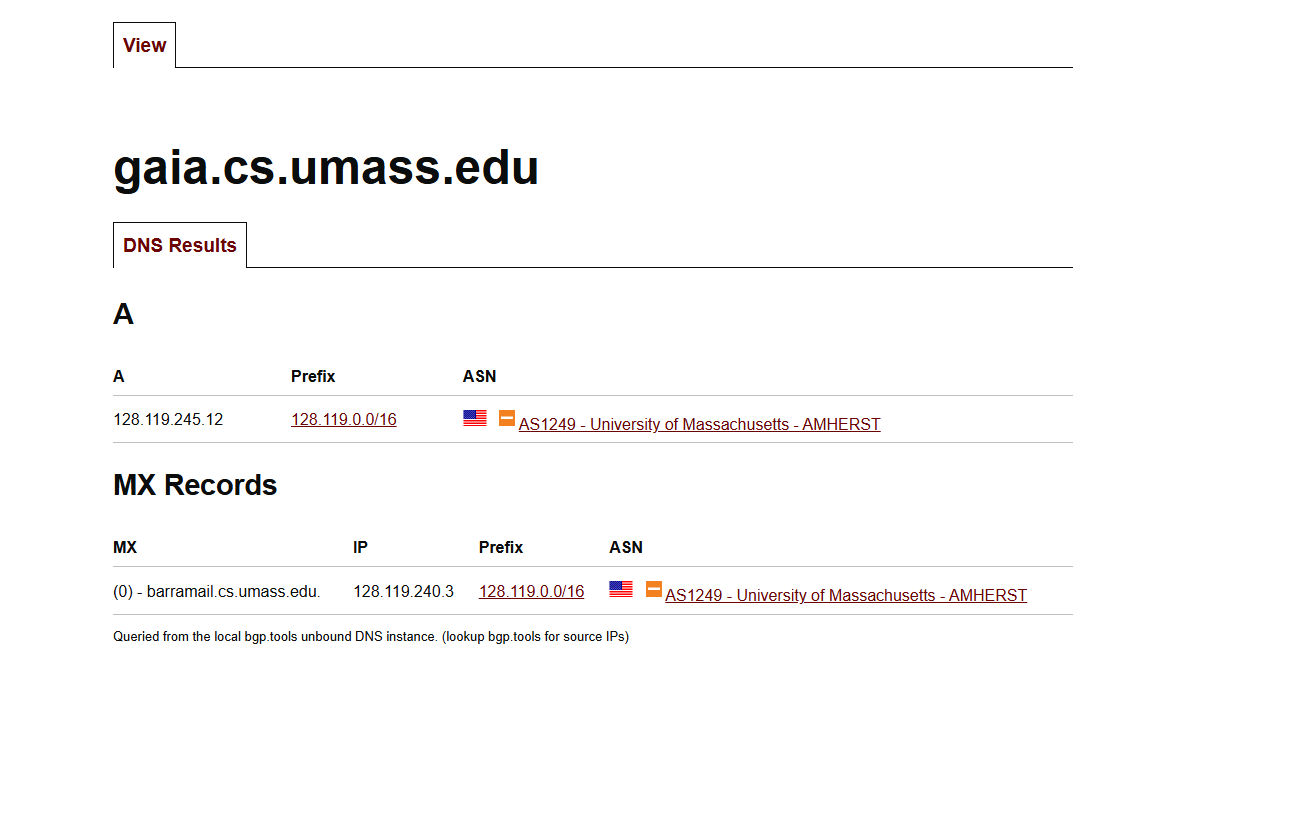 View
gaia.cs.umass.edu
DNS Results
A
A Prefix ASN
128.119.245.12 128.119.0.0/16 AS1249 - University of Massachusetts - AMHERST
MX Records
MX IP Prefix ASN
(0) - barramail.cs.umass.edu. 128.119.240.3 128.119.0.0/16 AS1249 - University of Massachusetts - AMHERST
Queried from the local bgp.tools unbound DNS instance. (lookup bgp.tools for source IPs)